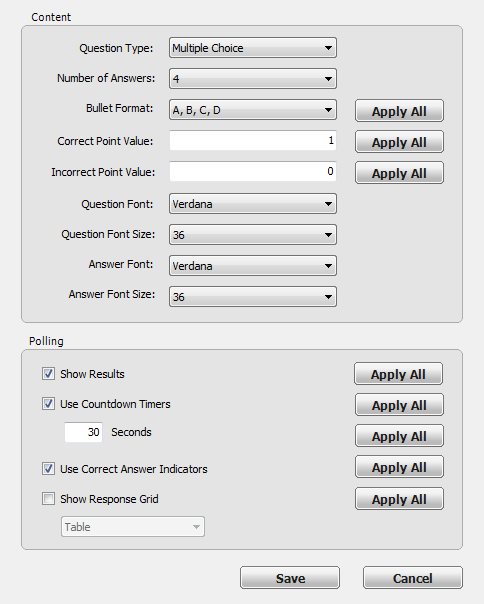 Content
Question Type: Multiple Choice
Number of Answers: 4
Bullet Format: A, B, C, D Apply All
Correct Point Value: 1 Apply All
Incorrect Point Value: 0 Apply All
Question Font: Verdana
Question Font Size: 36
Answer Font: Verdana
Answer Font Size: 36
Polling
Show Results Apply All
Use Countdown Timers Apply All
30 Seconds Apply All
Use Correct Answer Indicators Apply All
Show Response Grid Apply All
Table
Save Cancel